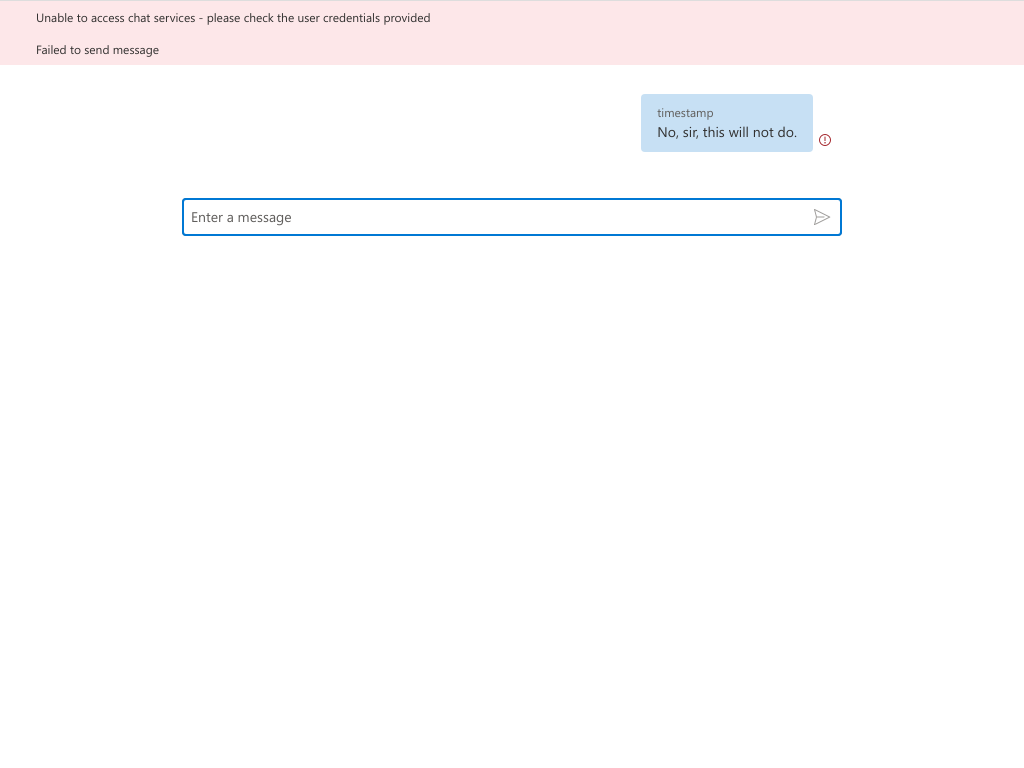 Unable to access chat services - please check the user credentials provided
Failed to send message
timestamp
No, sir, this will not do.
Enter a message